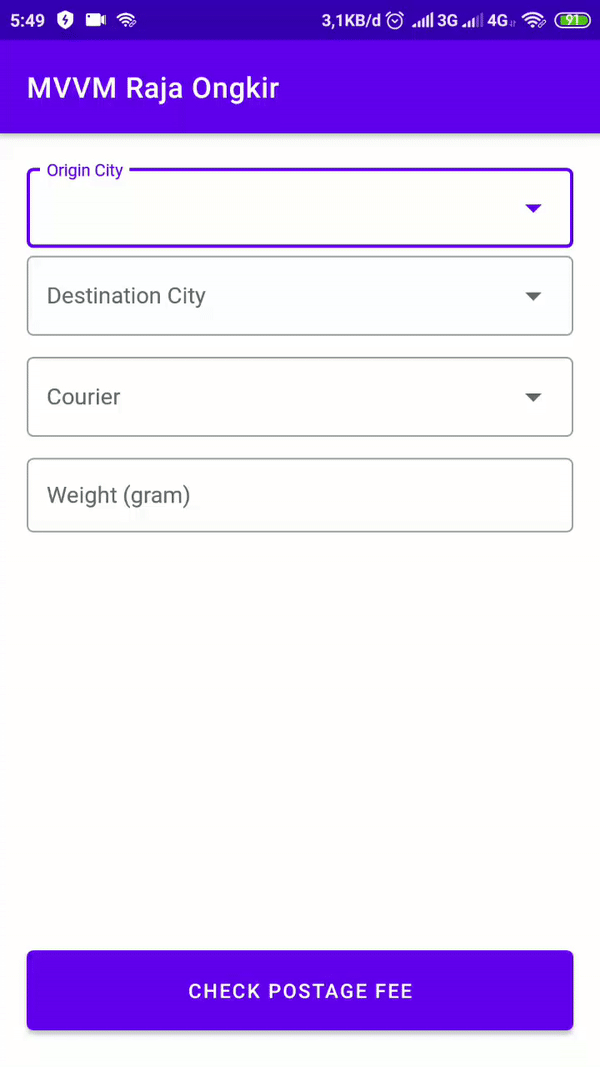 5:49 3,1KB/d 3G 4G 91
MVVM Raja Ongkir
Origin City
Destination City
Courier
Weight (gram)
CHECK POSTAGE FEE